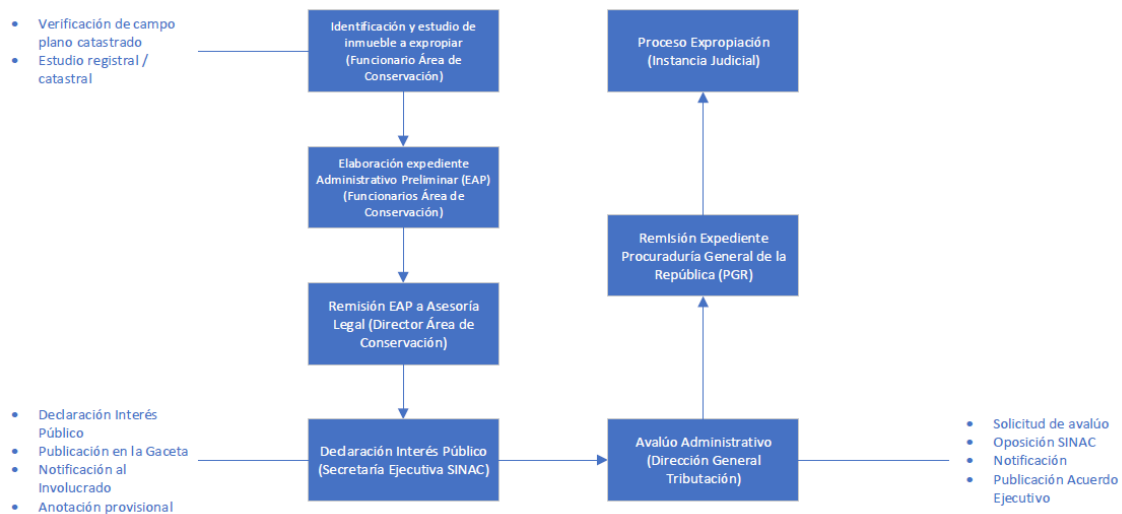 • Verificación de campo
plano catastrado
• Estudio registral /
catastral
Identificación y estudio de
inmueble a expropiar
(Funcionario Área de
Conservación)
Elaboración expediente
Administrativo Preliminar (EAP)
(Funcionarios Área de
Conservación)
Remisión EAP a Asesoría
Legal (Director Área de
Conservación)
• Declaración Interés
Público
• Publicación en la Gaceta
• Notificación al
Involucrado
• Anotación provisional
Declaración Interés Público
(Secretaría Ejecutiva SINAC)
Avalúo Administrativo
(Dirección General
Tributación)
• Solicitud de avalúo
• Oposición SINAC
• Notificación
• Publicación Acuerdo
Ejecutivo
RemIsión Expediente
Procuraduría General de la
República (PGR)
Proceso Expropiación
(Instancia Judicial)